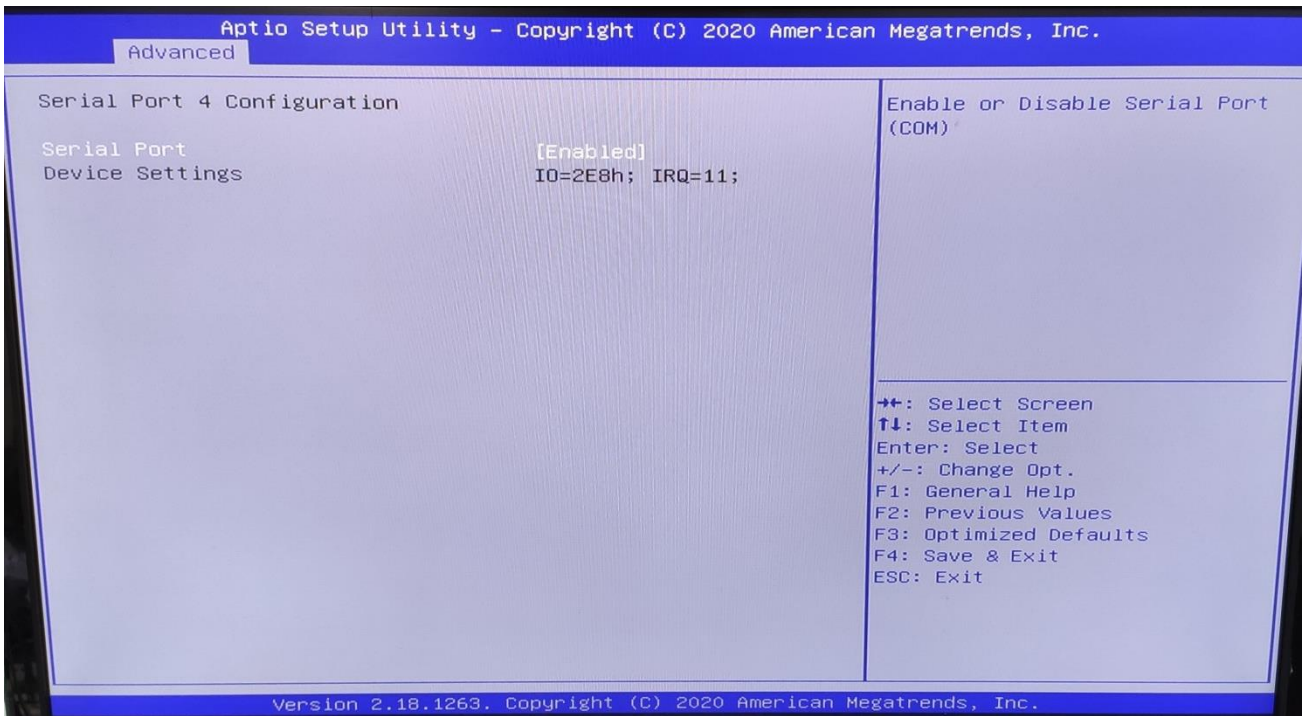 Aptio Setup Utility – Copyright (C) 2020 American Megatrends, Inc.
Advanced
Serial Port 4 Configuration
Serial Port [Enabled]
Device Settings IO=2E8h; IRQ=11;
Enable or Disable Serial Port
(COM)
→←: Select Screen
↑↓: Select Item
Enter: Select
+/-: Change Opt.
F1: General Help
F2: Previous Values
F3: Optimized Defaults
F4: Save & Exit
ESC: Exit
Version 2.18.1263. Copyright (C) 2020 American Megatrends, Inc.